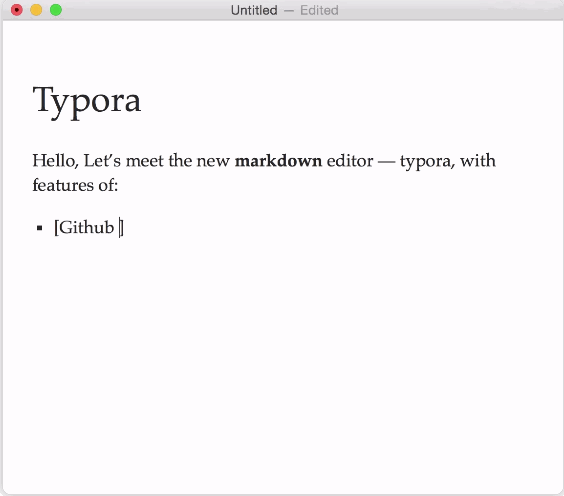 Untitled — Edited
Typora
Hello, Let's meet the new markdown editor — typora, with
features of:
▪ [Github ]